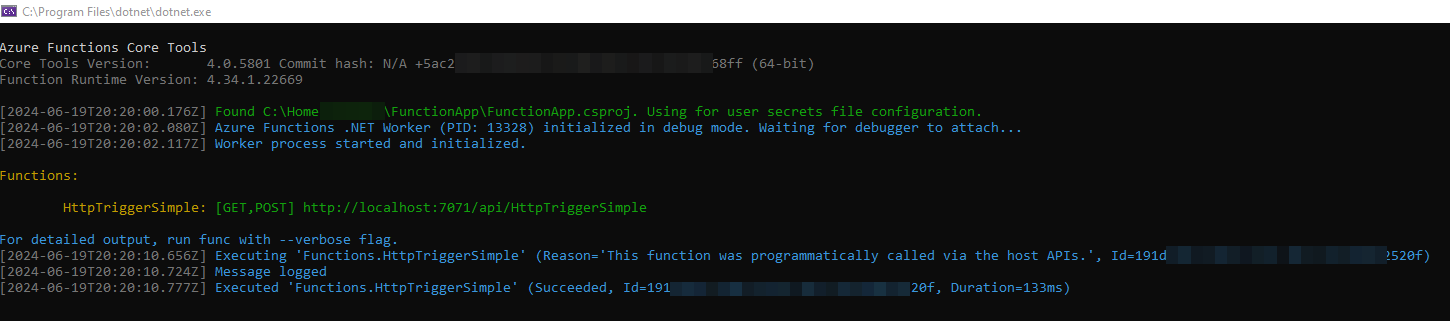 C:\Program Files\dotnet\dotnet.exe
Azure Functions Core Tools
Core Tools Version: 4.0.5801 Commit hash: N/A +5ac2 68ff (64-bit)
Function Runtime Version: 4.34.1.22669
[2024-06-19T20:20:00.176Z] Found C:\Home \FunctionApp\FunctionApp.csproj. Using for user secrets file configuration.
[2024-06-19T20:20:02.080Z] Azure Functions .NET Worker (PID: 13328) initialized in debug mode. Waiting for debugger to attach...
[2024-06-19T20:20:02.117Z] Worker process started and initialized.
Functions:
HttpTriggerSimple: [GET,POST] http://localhost:7071/api/HttpTriggerSimple
For detailed output, run func with --verbose flag.
[2024-06-19T20:20:10.656Z] Executing 'Functions.HttpTriggerSimple' (Reason='This function was programmatically called via the host APIs.', Id=191d 2520f)
[2024-06-19T20:20:10.724Z] Message logged
[2024-06-19T20:20:10.777Z] Executed 'Functions.HttpTriggerSimple' (Succeeded, Id=191 20f, Duration=133ms)